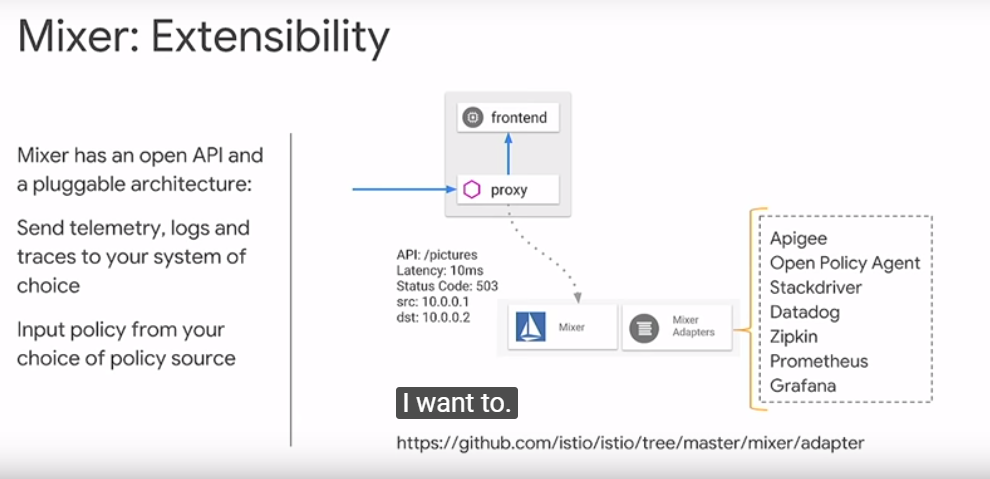 Mixer: Extensibility
Mixer has an open API and
a pluggable architecture:
Send telemetry, logs and
traces to your system of
choice
Input policy from your
choice of policy source
frontend
proxy
API: /pictures
Latency: 10ms
Status Code: 503
src: 10.0.0.1
dst: 10.0.0.2
Mixer
Mixer
Adapters
Apigee
Open Policy Agent
Stackdriver
Datadog
Zipkin
Prometheus
Grafana
I want to.
https://github.com/istio/istio/tree/master/mixer/adapter